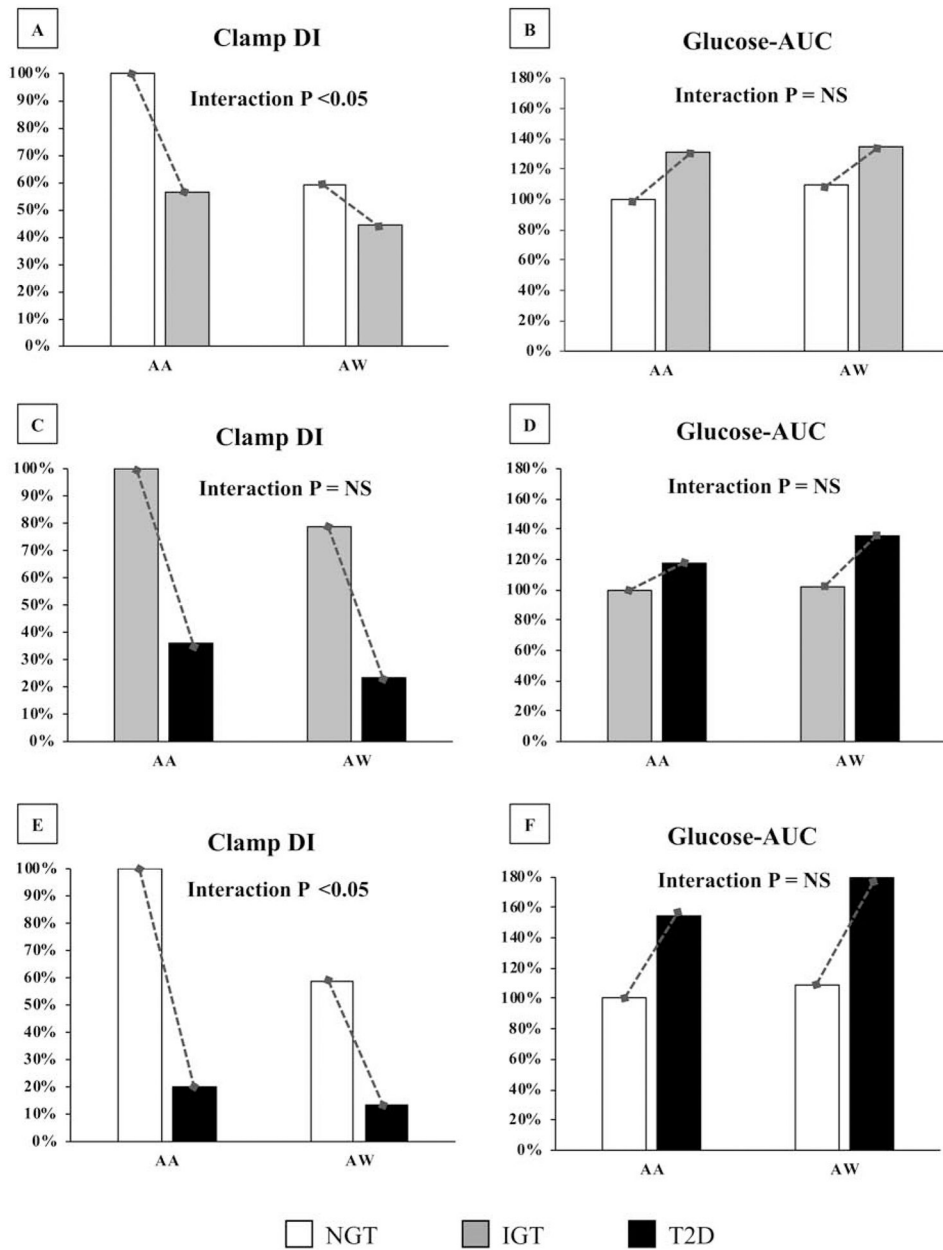 A
Clamp DI
Interaction P <0.05
100%
90%
80%
70%
60%
50%
40%
30%
20%
10%
0%
AA AW
B
Glucose-AUC
Interaction P = NS
180%
160%
140%
120%
100%
80%
60%
40%
20%
0%
AA AW
C
Clamp DI
Interaction P = NS
100%
90%
80%
70%
60%
50%
40%
30%
20%
10%
0%
AA AW
D
Glucose-AUC
Interaction P = NS
180%
160%
140%
120%
100%
80%
60%
40%
20%
0%
AA AW
E
Clamp DI
Interaction P <0.05
100%
90%
80%
70%
60%
50%
40%
30%
20%
10%
0%
AA AW
F
Glucose-AUC
Interaction P = NS
180%
160%
140%
120%
100%
80%
60%
40%
20%
0%
AA AW
NGT IGT T2D